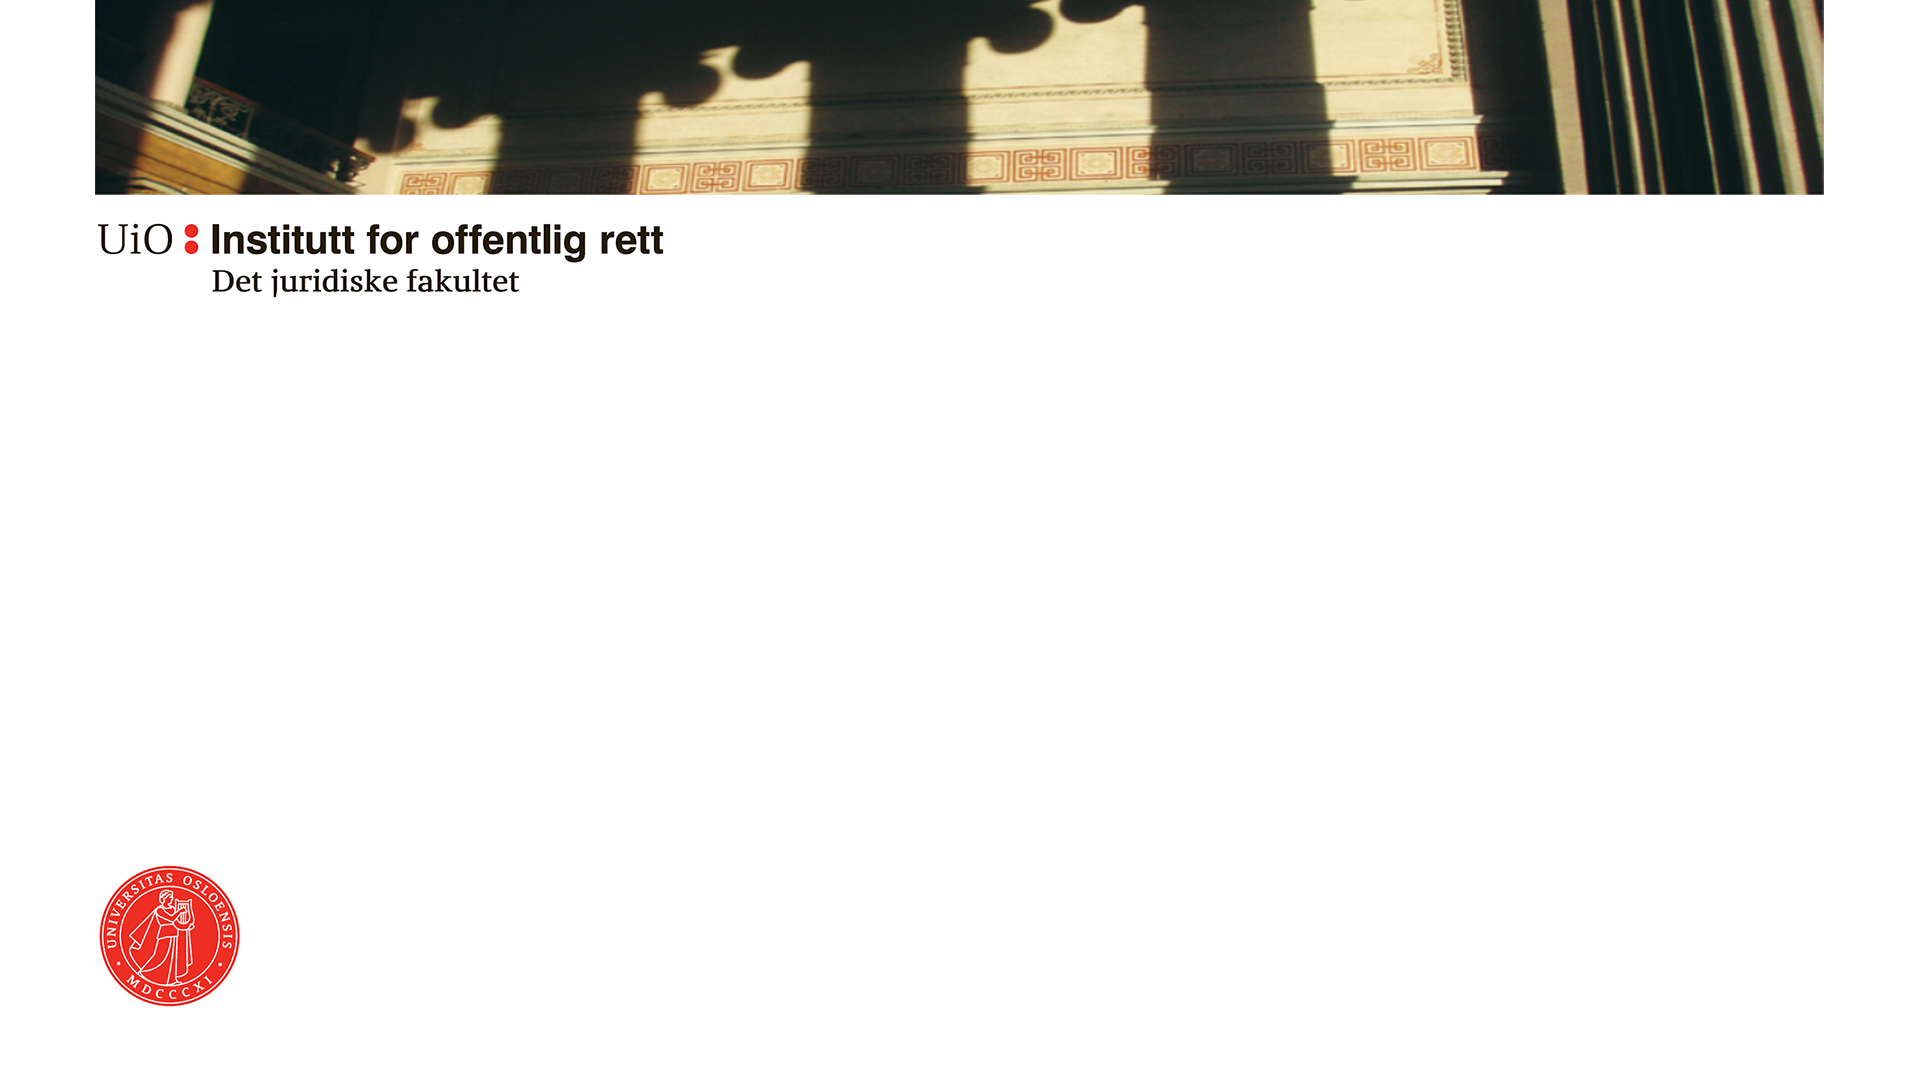 UiO : Institutt for offentlig rett
Det juridiske fakultet
UNIVERSITAS OSLOENSIS
MDCCCXI